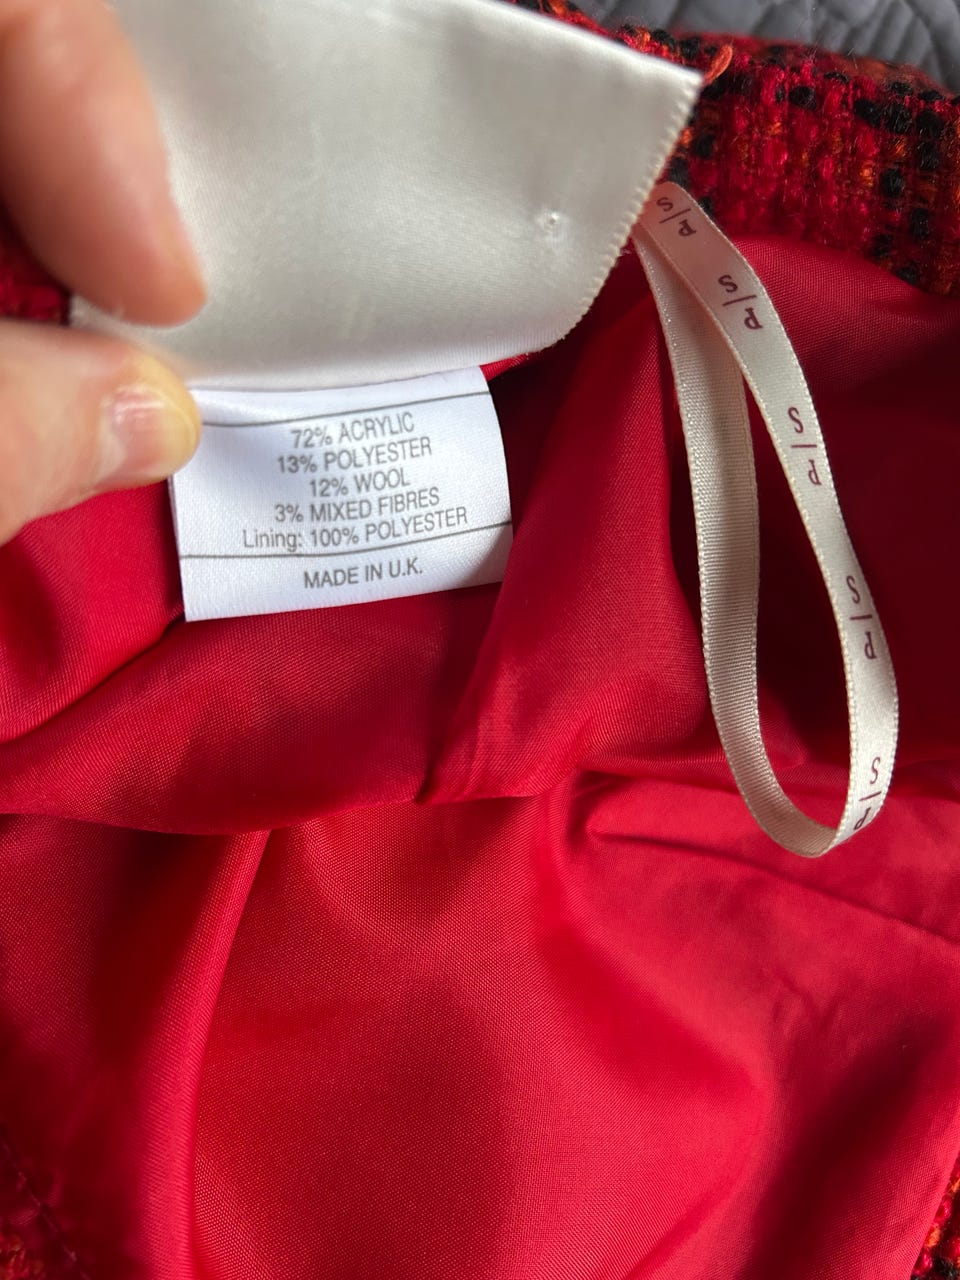 72% ACRYLIC
13% POLYESTER
12% WOOL
3% MIXED FIBRES
Lining: 100% POLYESTER
MADE IN U.K.
P/S
P/S
P/S
P/S
P/S